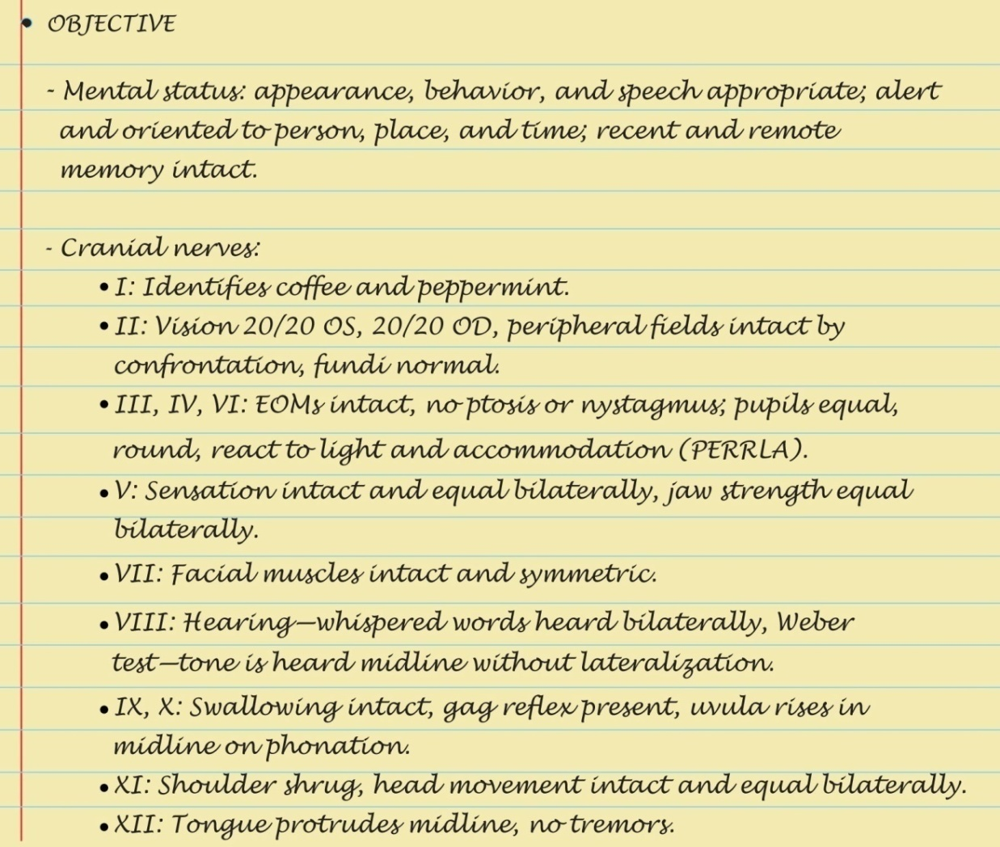 • OBJECTIVE
- Mental status: appearance, behavior, and speech appropriate; alert
and oriented to person, place, and time; recent and remote
memory intact.
- Cranial nerves:
• I: Identifies coffee and peppermint.
• II: Vision 20/20 OS, 20/20 OD, peripheral fields intact by
confrontation, fundi normal.
• III, IV, VI: EOMs intact, no ptosis or nystagmus; pupils equal,
round, react to light and accommodation (PERRLA).
• V: Sensation intact and equal bilaterally, jaw strength equal
bilaterally.
• VII: Facial muscles intact and symmetric.
• VIII: Hearing—whispered words heard bilaterally, Weber
test—tone is heard midline without lateralization.
• IX, X: Swallowing intact, gag reflex present, uvula rises in
midline on phonation.
• XI: Shoulder shrug, head movement intact and equal bilaterally.
• XII: Tongue protrudes midline, no tremors.